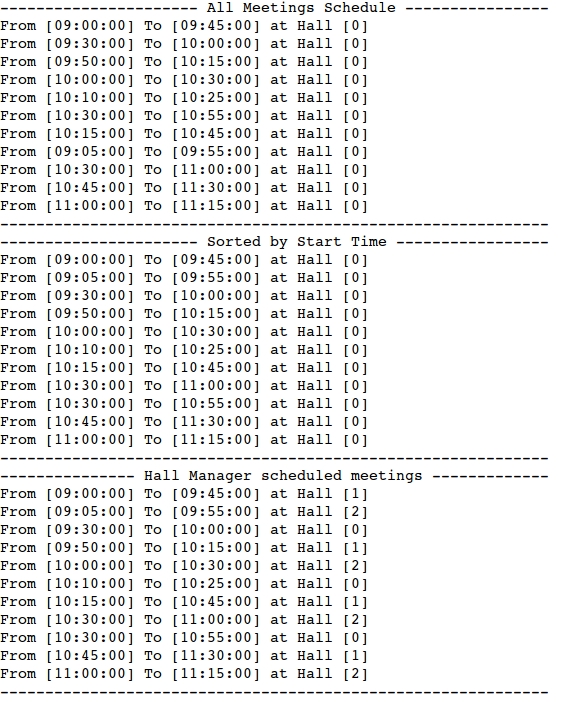 ---------------------- All Meetings Schedule ----------------
From [09:00:00] To [09:45:00] at Hall [0]
From [09:30:00] To [10:00:00] at Hall [0]
From [09:50:00] To [10:15:00] at Hall [0]
From [10:00:00] To [10:30:00] at Hall [0]
From [10:10:00] To [10:25:00] at Hall [0]
From [10:30:00] To [10:55:00] at Hall [0]
From [10:15:00] To [10:45:00] at Hall [0]
From [09:05:00] To [09:55:00] at Hall [0]
From [10:30:00] To [11:00:00] at Hall [0]
From [10:45:00] To [11:30:00] at Hall [0]
From [11:00:00] To [11:15:00] at Hall [0]
-------------------------------------------------------------
---------------------- Sorted by Start Time -----------------
From [09:00:00] To [09:45:00] at Hall [0]
From [09:05:00] To [09:55:00] at Hall [0]
From [09:30:00] To [10:00:00] at Hall [0]
From [09:50:00] To [10:15:00] at Hall [0]
From [10:00:00] To [10:30:00] at Hall [0]
From [10:10:00] To [10:25:00] at Hall [0]
From [10:15:00] To [10:45:00] at Hall [0]
From [10:30:00] To [11:00:00] at Hall [0]
From [10:30:00] To [10:55:00] at Hall [0]
From [10:45:00] To [11:30:00] at Hall [0]
From [11:00:00] To [11:15:00] at Hall [0]
-------------------------------------------------------------
--------------- Hall Manager scheduled meetings -------------
From [09:00:00] To [09:45:00] at Hall [1]
From [09:05:00] To [09:55:00] at Hall [2]
From [09:30:00] To [10:00:00] at Hall [0]
From [09:50:00] To [10:15:00] at Hall [1]
From [10:00:00] To [10:30:00] at Hall [2]
From [10:10:00] To [10:25:00] at Hall [0]
From [10:15:00] To [10:45:00] at Hall [1]
From [10:30:00] To [11:00:00] at Hall [2]
From [10:30:00] To [10:55:00] at Hall [0]
From [10:45:00] To [11:30:00] at Hall [1]
From [11:00:00] To [11:15:00] at Hall [2]
-------------------------------------------------------------